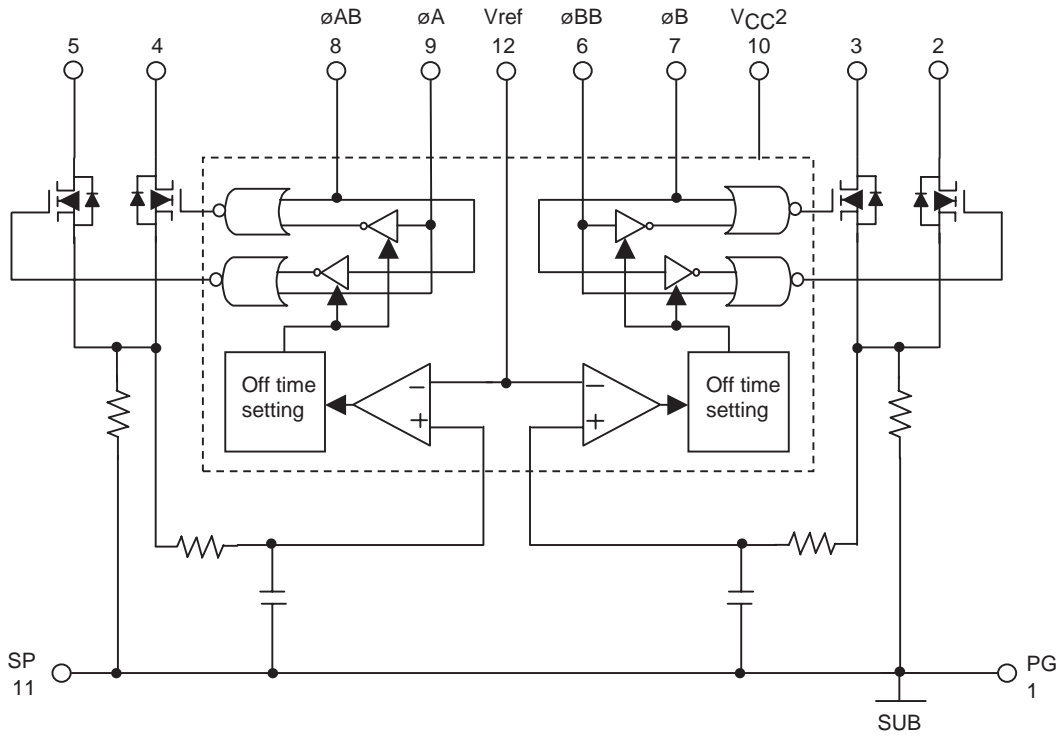 øAB øA Vref øBB øB VCC2
5 4 8 9 12 6 7 10 3 2
Off time
setting
− +
− +
Off time
setting
SP
11
PG
1
SUB